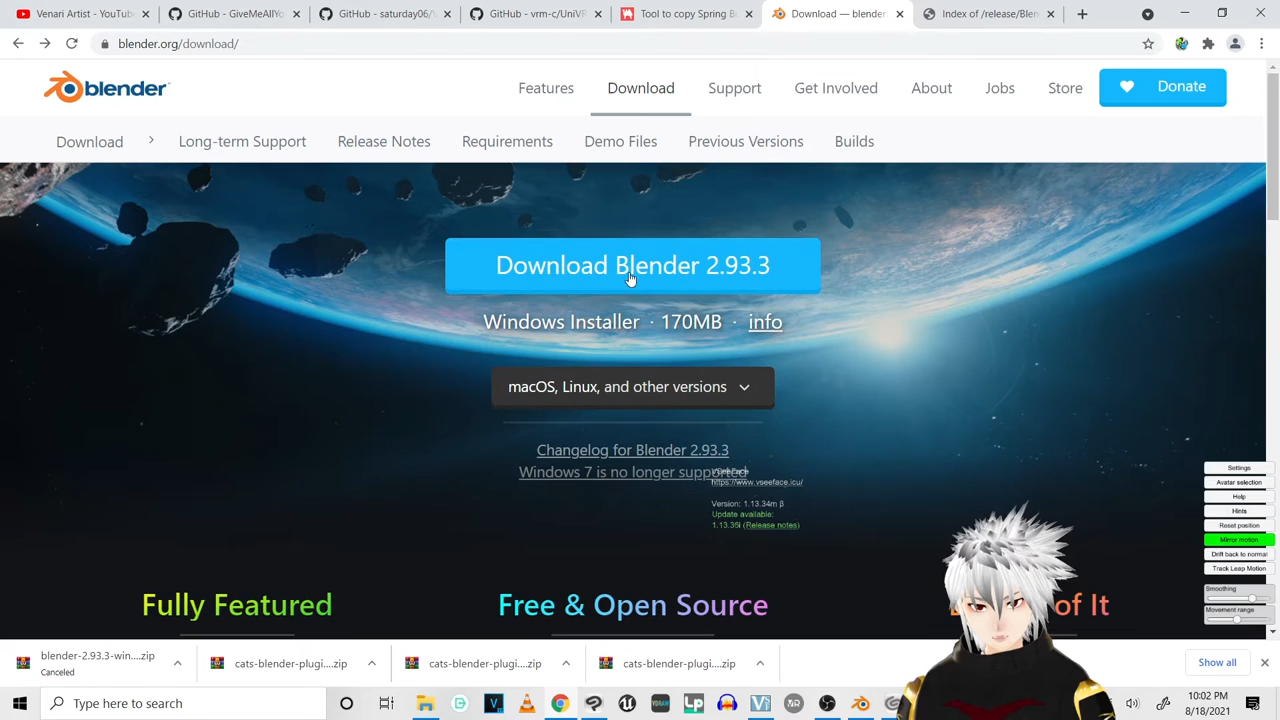 Venari Artist - YouT
GitHub - GiveMeAllYo
GitHub - saturday06/
GitHub - vrm-c/UniVR
Tool to copy Spring B
Download — blender
Index of /release/Blen
blender.org/download/
blender
Features
Download
Support
Get Involved
About
Jobs
Store
Donate
Download
Long-term Support
Release Notes
Requirements
Demo Files
Previous Versions
Builds
Download Blender 2.93.3
Windows Installer · 170MB · info
macOS, Linux, and other versions
Changelog for Blender 2.93.3
Windows 7 is no longer supported
VSeeFace
https://www.vseeface.icu/
Version: 1.13.34m β
Update available:
1.13.36l (Release notes)
Settings
Avatar selection
Help
Hints
Reset position
Mirror motion
Drift back to normal
Track Leap Motion
Smoothing
Movement range
Fully Featured
Free & Open Source
of It
blender-2.93.3-win....zip
Canceled
cats-blender-plugi....zip
cats-blender-plugi....zip
cats-blender-plugi....zip
Show all
Type here to search
10:02 PM
8/18/2021